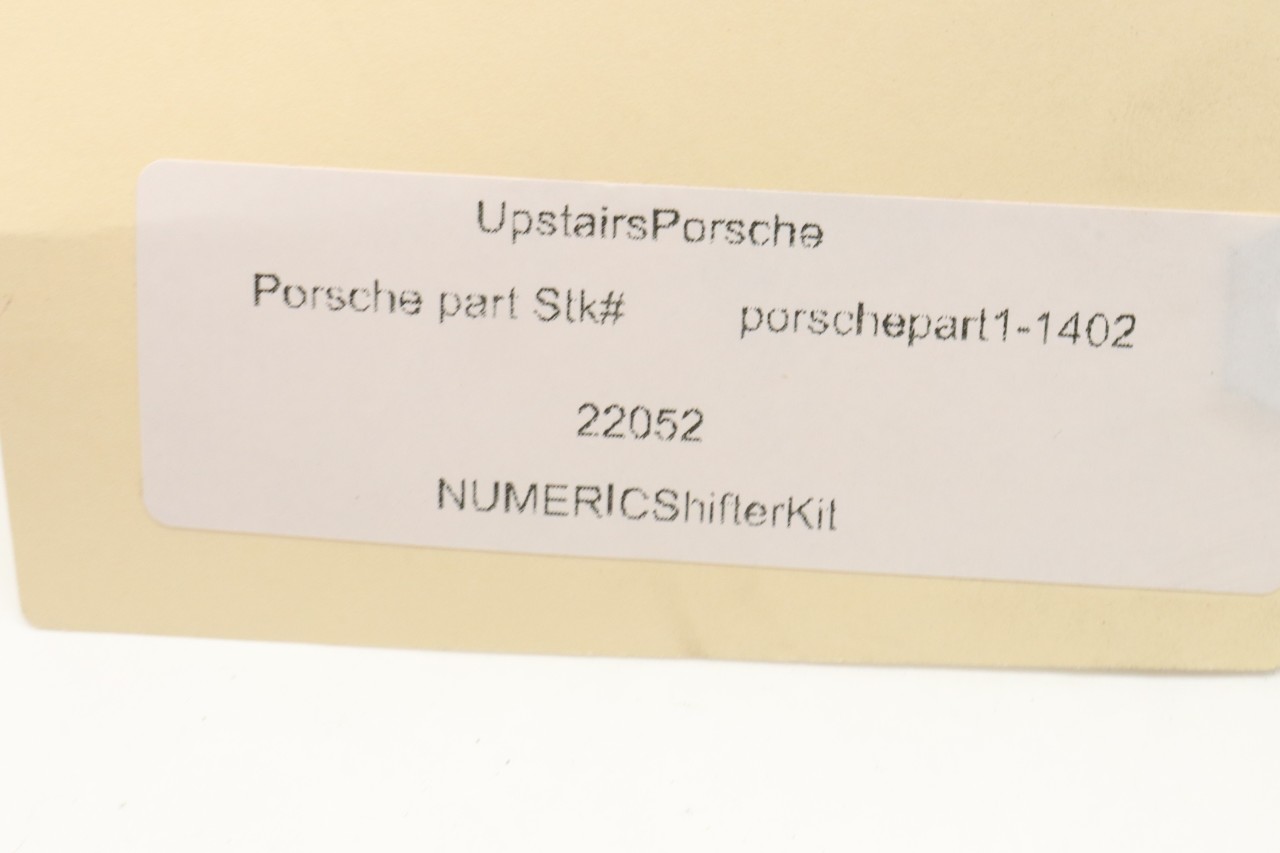 UpstairsPorsche
Porsche part Stk# porschepart1-1402
22052
NUMERICShifterKit